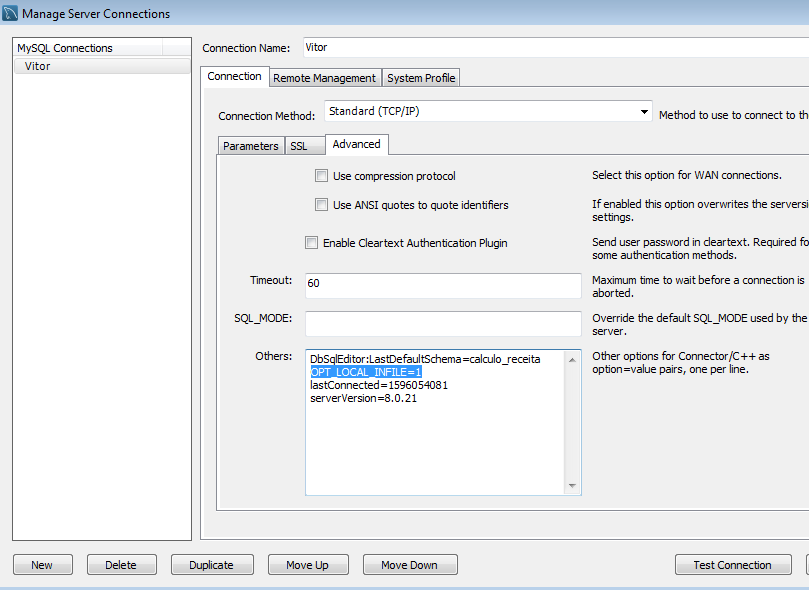 Manage Server Connections
MySQL Connections
Vitor
Connection Name:
Vitor
Connection
Remote Management
System Profile
Connection Method:
Standard (TCP/IP)
Method to use to connect to the
Parameters
SSL
Advanced
Use compression protocol
Select this option for WAN connections.
Use ANSI quotes to quote identifiers
If enabled this option overwrites the serversi
settings.
Enable Cleartext Authentication Plugin
Send user password in cleartext. Required fo
some authentication methods.
Timeout:
60
Maximum time to wait before a connection is
aborted.
SQL_MODE:
Override the default SQL_MODE used by the
server.
Others:
DbSqlEditor:LastDefaultSchema=calculo_receita
OPT_LOCAL_INFILE=1
lastConnected=1596054081
serverVersion=8.0.21
Other options for Connector/C++ as
option=value pairs, one per line.
New
Delete
Duplicate
Move Up
Move Down
Test Connection